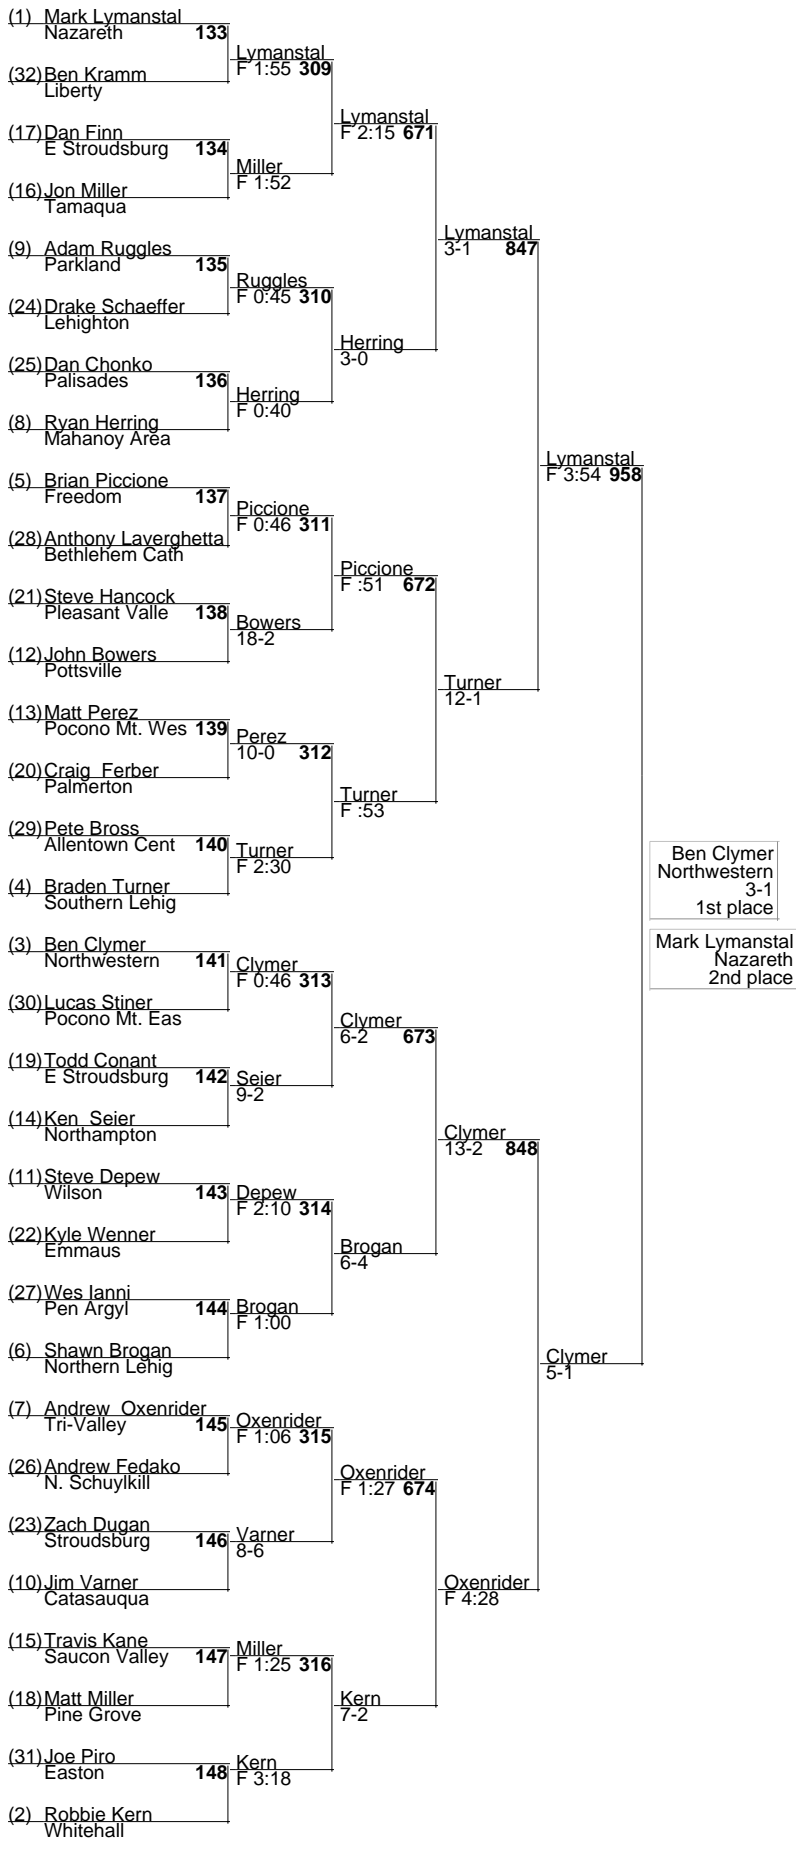 (1) Mark Lymanstal
Nazareth 133
(32) Ben Kramm
Liberty
(17) Dan Finn
E Stroudsburg 134
(16) Jon Miller
Tamaqua
(9) Adam Ruggles
Parkland 135
(24) Drake Schaeffer
Lehighton
(25) Dan Chonko
Palisades 136
(8) Ryan Herring
Mahanoy Area
(5) Brian Piccione
Freedom 137
(28) Anthony Laverghetta
Bethlehem Cath
(21) Steve Hancock
Pleasant Valle 138
(12) John Bowers
Pottsville
(13) Matt Perez
Pocono Mt. Wes 139
(20) Craig Ferber
Palmerton
(29) Pete Bross
Allentown Cent 140
(4) Braden Turner
Southern Lehig
(3) Ben Clymer
Northwestern 141
(30) Lucas Stiner
Pocono Mt. Eas
(19) Todd Conant
E Stroudsburg 142
(14) Ken Seier
Northampton
(11) Steve Depew
Wilson 143
(22) Kyle Wenner
Emmaus
(27) Wes Ianni
Pen Argyl 144
(6) Shawn Brogan
Northern Lehig
(7) Andrew Oxenrider
Tri-Valley 145
(26) Andrew Fedako
N. Schuylkill
(23) Zach Dugan
Stroudsburg 146
(10) Jim Varner
Catasauqua
(15) Travis Kane
Saucon Valley 147
(18) Matt Miller
Pine Grove
(31) Joe Piro
Easton 148
(2) Robbie Kern
Whitehall
Lymanstal
F 1:55 309
Miller
F 1:52
Ruggles
F 0:45 310
Herring
F 0:40
Piccione
F 0:46 311
Bowers
18-2
Perez
10-0 312
Turner
F 2:30
Clymer
F 0:46 313
Seier
9-2
Depew
F 2:10 314
Brogan
F 1:00
Oxenrider
F 1:06 315
Varner
8-6
Miller
F 1:25 316
Kern
F 3:18
Lymanstal
F 2:15 671
Herring
3-0
Piccione
F :51 672
Turner
F :53
Clymer
6-2 673
Brogan
6-4
Oxenrider
F 1:27 674
Kern
7-2
Lymanstal
3-1 847
Turner
12-1
Clymer
13-2 848
Oxenrider
F 4:28
Lymanstal
F 3:54 958
Clymer
5-1
Ben Clymer
Northwestern
3-1
1st place
Mark Lymanstal
Nazareth
2nd place